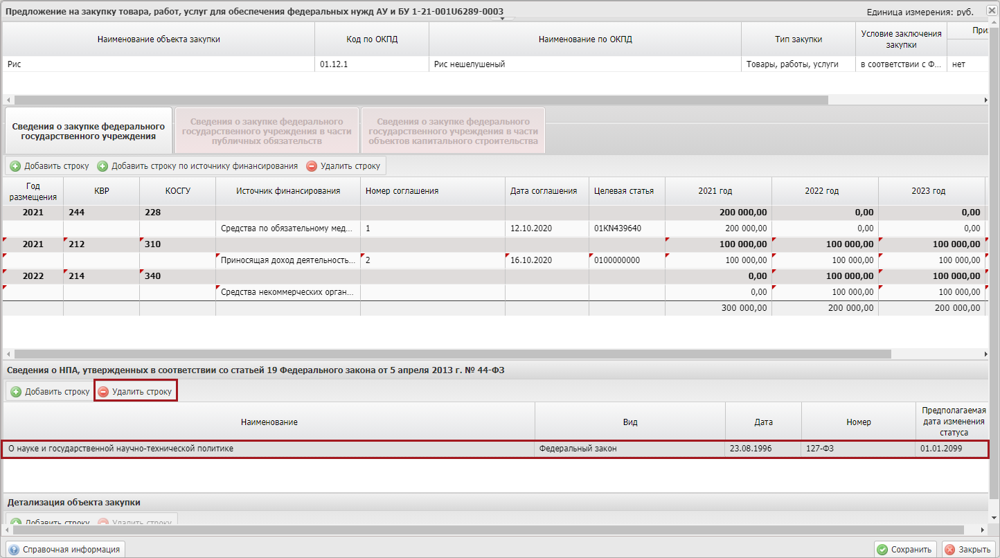 Предложение на закупку товара, работ, услуг для обеспечения федеральных нужд АУ и БУ 1-21-001U6289-0003
Единица измерения: руб.
Наименование объекта закупки Код по ОКПД Наименование по ОКПД Тип закупки Условие заключения закупки При
Рис 01.12.1 Рис нешелушеный Товары, работы, услуги в соответствии с Ф... нет
Сведения о закупке федерального
государственного учреждения
Сведения о закупке федерального
государственного учреждения в части
публичных обязательств
Сведения о закупке федерального
государственного учреждения в части
объектов капитального строительства
Добавить строку Добавить строку по источнику финансирования Удалить строку
Год размещения КВР КОСГУ Источник финансирования Номер соглашения Дата соглашения Целевая статья 2021 год 2022 год 2023 год
2021 244 228 200 000,00 0,00 0,00
Средства по обязательному мед... 1 12.10.2020 01KN439640 200 000,00 0,00 0,00
2021 212 310 100 000,00 100 000,00 100 000,00
Приносящая доход деятельность... 2 16.10.2020 0100000000 100 000,00 100 000,00 100 000,00
2022 214 340 0,00 100 000,00 100 000,00
Средства некоммерческих орган... 0,00 100 000,00 100 000,00
300 000,00 200 000,00 200 000,00
Сведения о НПА, утвержденных в соответствии со статьей 19 Федерального закона от 5 апреля 2013 г. № 44-ФЗ
Добавить строку Удалить строку
Наименование Вид Дата Номер Предполагаемая дата изменения статуса
О науке и государственной научно-технической политике Федеральный закон 23.08.1996 127-ФЗ 01.01.2099
Детализация объекта закупки
Добавить строку Удалить строку
Справочная информация Сохранить Закрыть